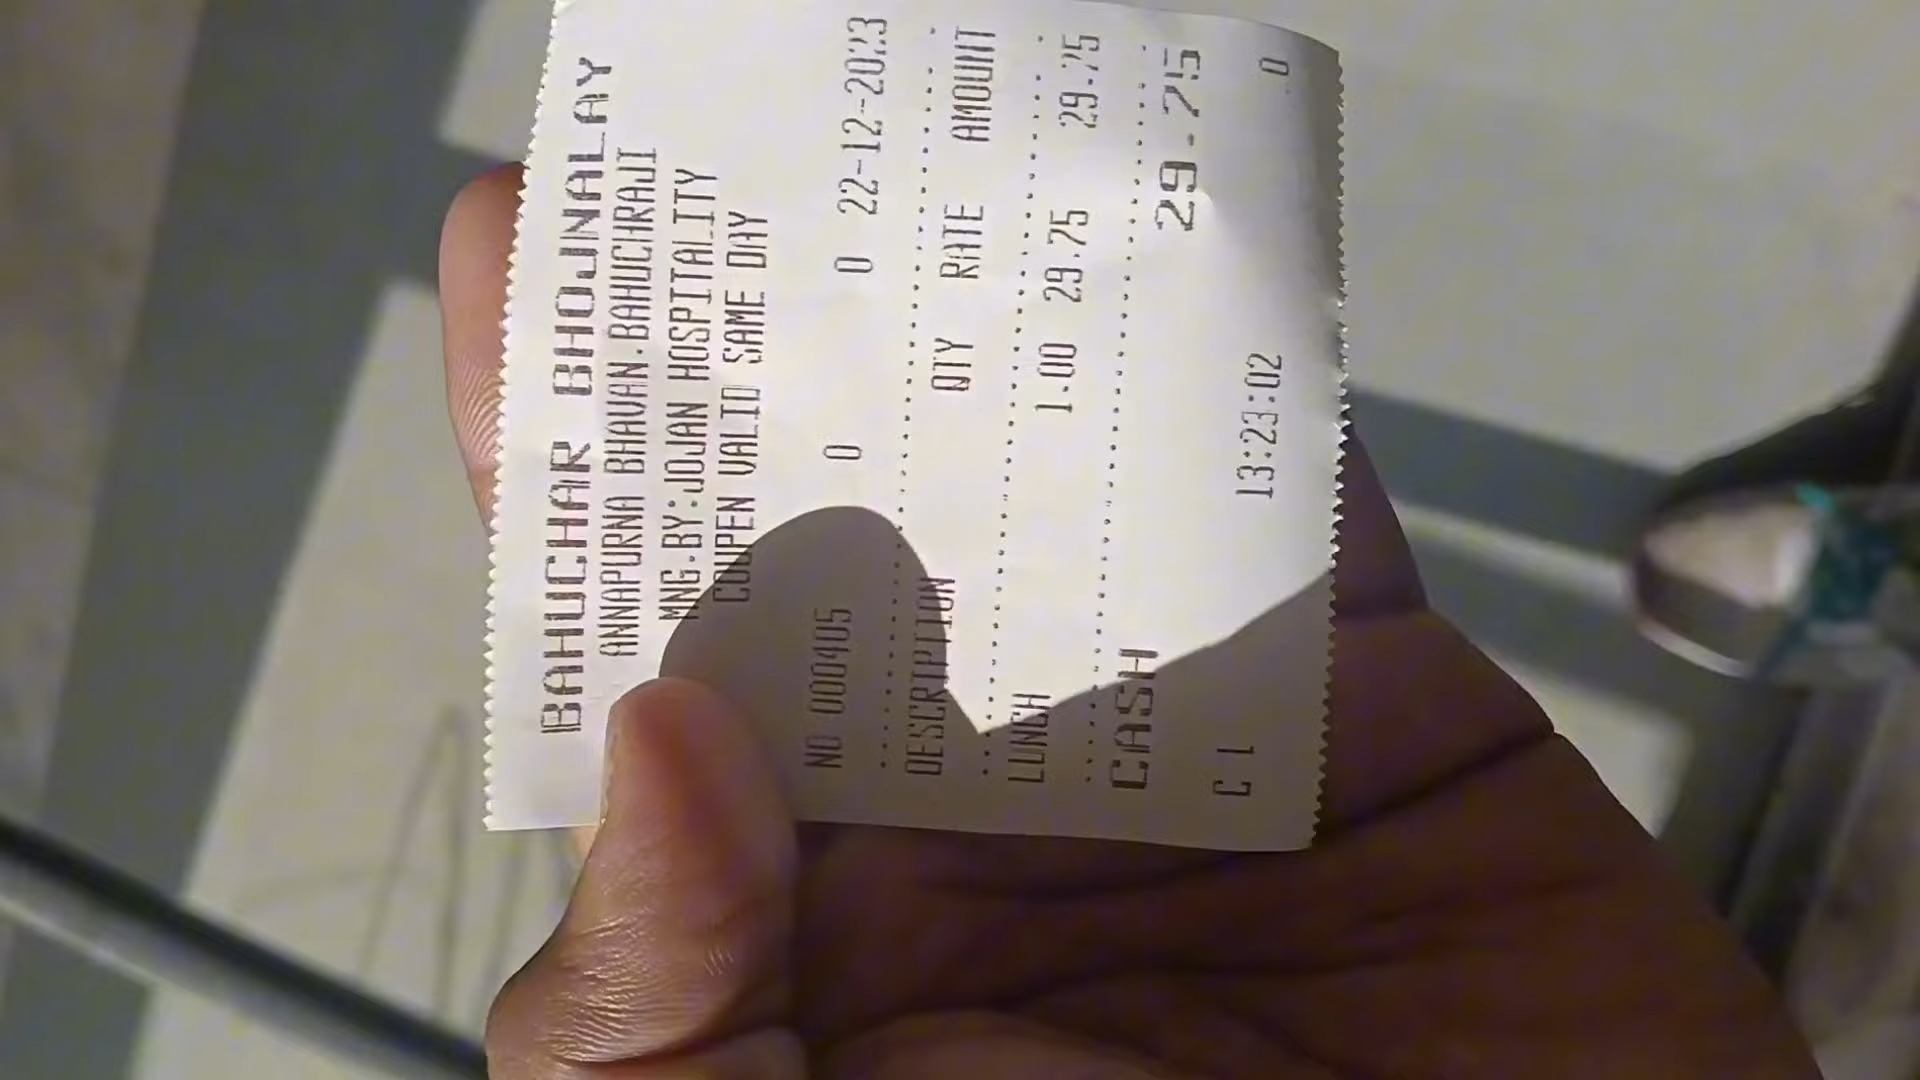 BAHUCHAR BHOJNALAY
ANNAPURNA BHAVAN.BAHUCHRAJI
MNG.BY:JOJAN HOSPITALITY
COUPEN VALID SAME DAY
NO 000405 0 0 22-12-2023
DESCRIPTION QTY RATE AMOUNT
LUNCH 1.00 29.75 29.75
CASH 29.75
C 1 13:23:02 0